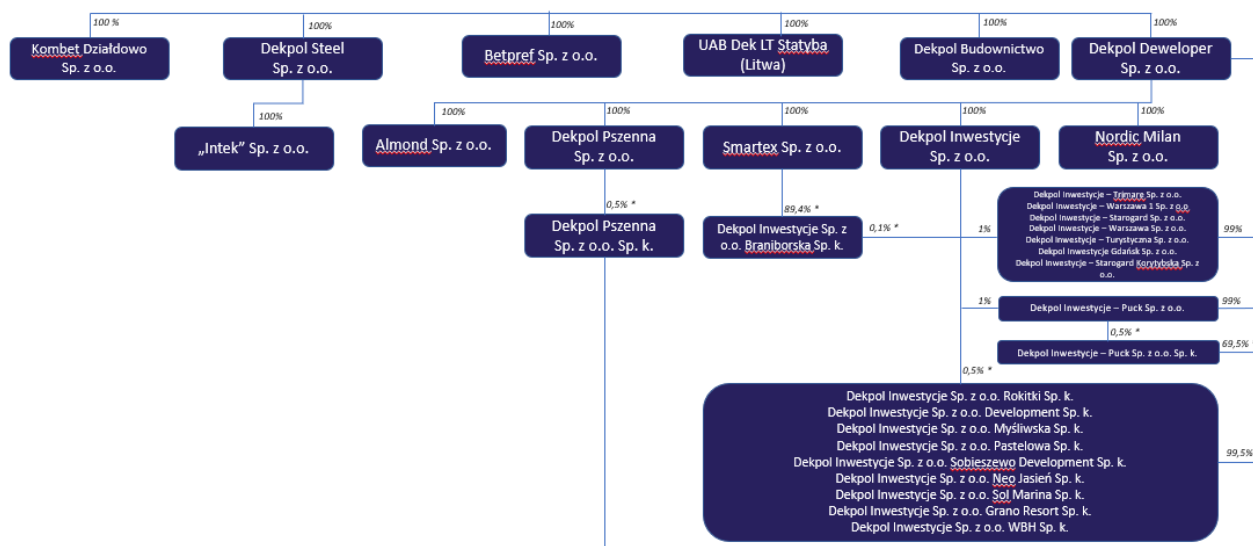 100 %
100%
100%
100%
100%
100%
Kombet Działdowo
Sp. z o.o.
Dekpol Steel
Sp. z o.o.
Betpref Sp. z o.o.
UAB Dek LT Statyba
(Litwa)
Dekpol Budownictwo
Sp. z o.o.
Dekpol Deweloper
Sp. z o.o.
100%
100%
100%
100%
100%
100%
„Intek” Sp. z o.o.
Almond Sp. z o.o.
Dekpol Pszenna
Sp. z o.o.
Smartex Sp. z o.o.
Dekpol Inwestycje
Sp. z o.o.
Nordic Milan
Sp. z o.o.
0,5% *
89,4% *
Dekpol Pszenna
Sp. z o.o. Sp. k.
Dekpol Inwestycje Sp. z
o.o. Braniborska Sp. k.
0,1% *
1%
Dekpol Inwestycje – Trimare Sp. z o.o.
Dekpol Inwestycje – Warszawa 1 Sp. z o.o
Dekpol Inwestycje – Starogard Sp. z o.o.
Dekpol Inwestycje – Warszawa Sp. z o.o.
Dekpol Inwestycje – Turystyczna Sp. z o.o.
Dekpol Inwestycje Gdańsk Sp. z o.o.
Dekpol Inwestycje – Starogard Korytybska Sp. z
o.o.
99%
1%
Dekpol Inwestycje – Puck Sp. z o.o.
99%
0,5% *
Dekpol Inwestycje – Puck Sp. z o.o. Sp. k.
69,5% *
0,5% *
Dekpol Inwestycje Sp. z o.o. Rokitki Sp. k.
Dekpol Inwestycje Sp. z o.o. Development Sp. k.
Dekpol Inwestycje Sp. z o.o. Myśliwska Sp. k.
Dekpol Inwestycje Sp. z o.o. Pastelowa Sp. k.
Dekpol Inwestycje Sp. z o.o. Sobieszewo Development Sp. k.
Dekpol Inwestycje Sp. z o.o. Neo Jasień Sp. k.
Dekpol Inwestycje Sp. z o.o. Sol Marina Sp. k.
Dekpol Inwestycje Sp. z o.o. Grano Resort Sp. k.
Dekpol Inwestycje Sp. z o.o. WBH Sp. k.
99,5%